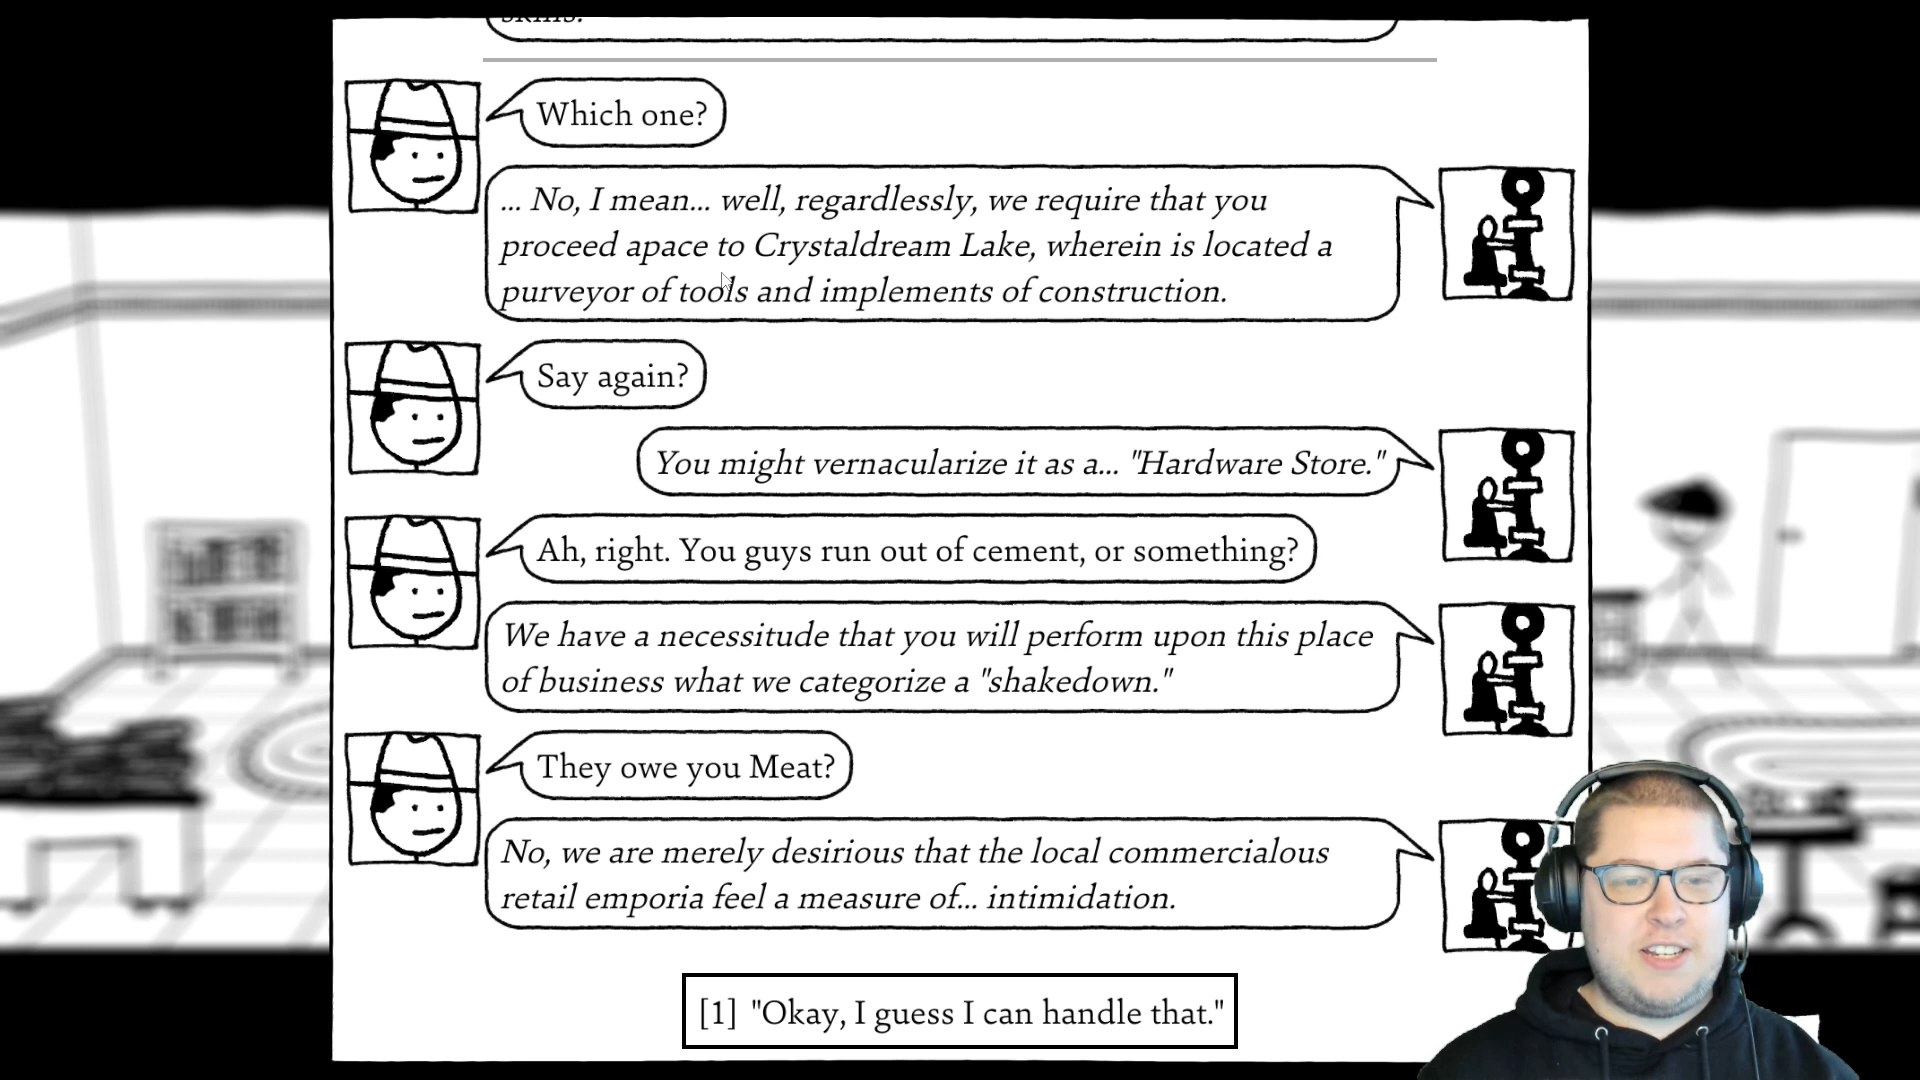 skills.
Which one?
... No, I mean... well, regardlessly, we require that you
proceed apace to Crystaldream Lake, wherein is located a
purveyor of tools and implements of construction.
Say again?
You might vernacularize it as a... "Hardware Store."
Ah, right. You guys run out of cement, or something?
We have a necessitude that you will perform upon this place
of business what we categorize a "shakedown."
They owe you Meat?
No, we are merely desirious that the local commercialous
retail emporia feel a measure of... intimidation.
[1] "Okay, I guess I can handle that."